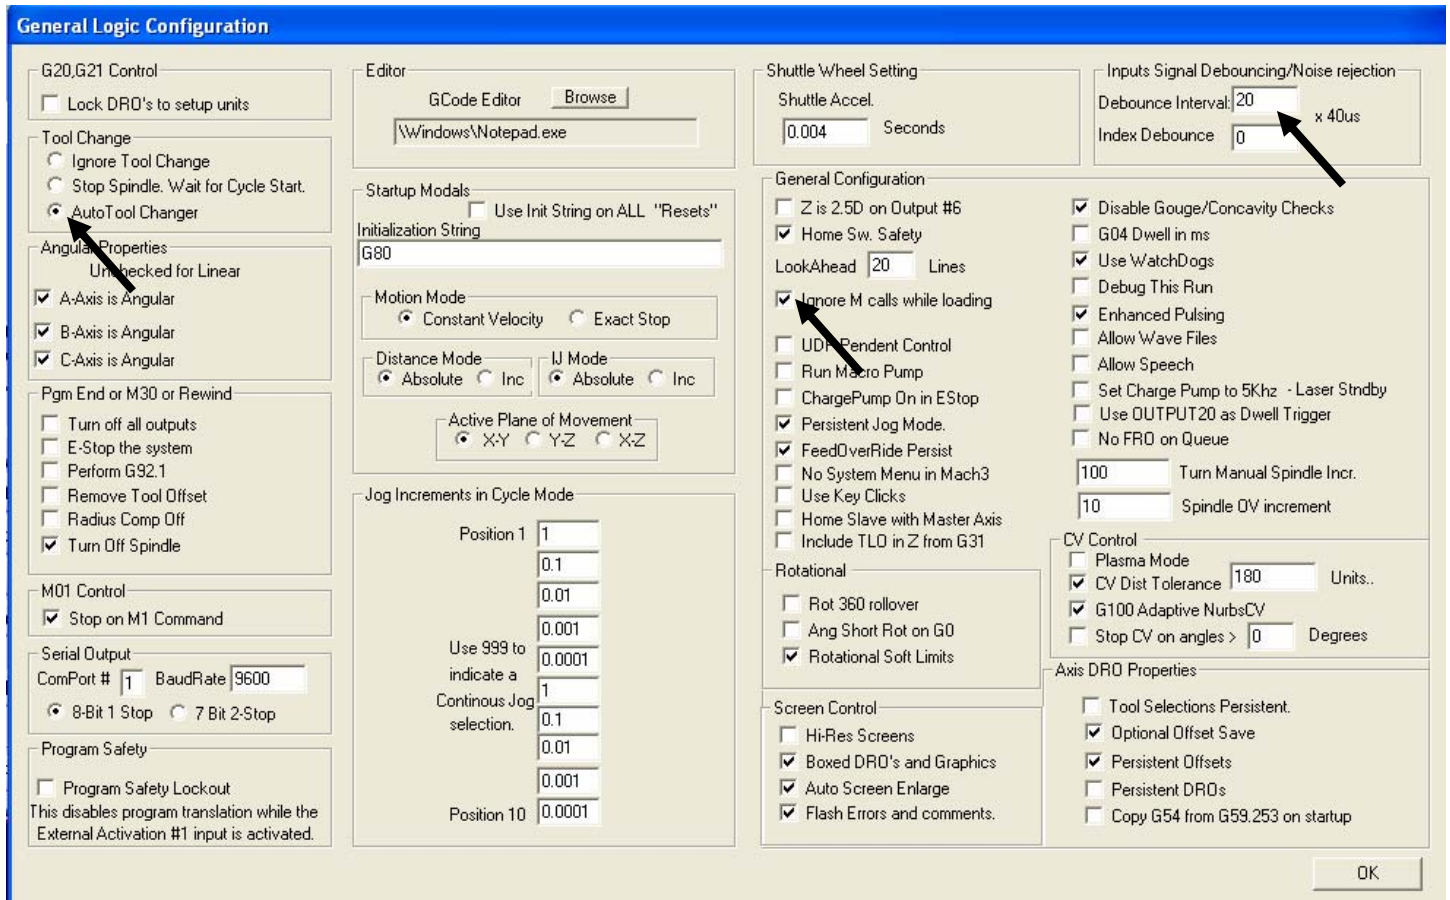 General Logic Configuration
G20,G21 Control
Lock DRO's to setup units
Tool Change
Ignore Tool Change
Stop Spindle. Wait for Cycle Start.
AutoTool Changer
Angular Properties
Unchecked for Linear
A-Axis is Angular
B-Axis is Angular
C-Axis is Angular
Pgm End or M30 or Rewind
Turn off all outputs
E-Stop the system
Perform G92.1
Remove Tool Offset
Radius Comp Off
Turn Off Spindle
M01 Control
Stop on M1 Command
Serial Output
ComPort # 1 BaudRate 9600
8-Bit 1 Stop 7 Bit 2-Stop
Program Safety
Program Safety Lockout
This disables program translation while the
External Activation #1 input is activated.
Editor
GCode Editor Browse
\Windows\Notepad.exe
Startup Modals
Use Init String on ALL "Resets"
Initialization String
G80
Motion Mode
Constant Velocity Exact Stop
Distance Mode
Absolute Inc
IJ Mode
Absolute Inc
Active Plane of Movement
X-Y Y-Z X-Z
Jog Increments in Cycle Mode
Position 1 1
0.1
0.01
0.001
Use 999 to
indicate a
Continous Jog
selection.
0.0001
1
0.1
0.01
0.001
Position 10 0.0001
Shuttle Wheel Setting
Shuttle Accel.
0.004 Seconds
Inputs Signal Debouncing/Noise rejection
Debounce Interval: 20 x 40us
Index Debounce 0
General Configuration
Z is 2.5D on Output #6
Home Sw. Safety
LookAhead 20 Lines
Ignore M calls while loading
UDP Pendent Control
Run Macro Pump
ChargePump On in EStop
Persistent Jog Mode.
FeedOverRide Persist
No System Menu in Mach3
Use Key Clicks
Home Slave with Master Axis
Include TLO in Z from G31
Disable Gouge/Concavity Checks
G04 Dwell in ms
Use WatchDogs
Debug This Run
Enhanced Pulsing
Allow Wave Files
Allow Speech
Set Charge Pump to 5Khz - Laser Stndby
Use OUTPUT20 as Dwell Trigger
No FRO on Queue
100 Turn Manual Spindle Incr.
10 Spindle OV increment
Rotational
Rot 360 rollover
Ang Short Rot on G0
Rotational Soft Limits
Screen Control
Hi-Res Screens
Boxed DRO's and Graphics
Auto Screen Enlarge
Flash Errors and comments.
CV Control
Plasma Mode
CV Dist Tolerance 180 Units..
G100 Adaptive NurbsCV
Stop CV on angles > 0 Degrees
Axis DRO Properties
Tool Selections Persistent.
Optional Offset Save
Persistent Offsets
Persistent DROs
Copy G54 from G59.253 on startup
OK